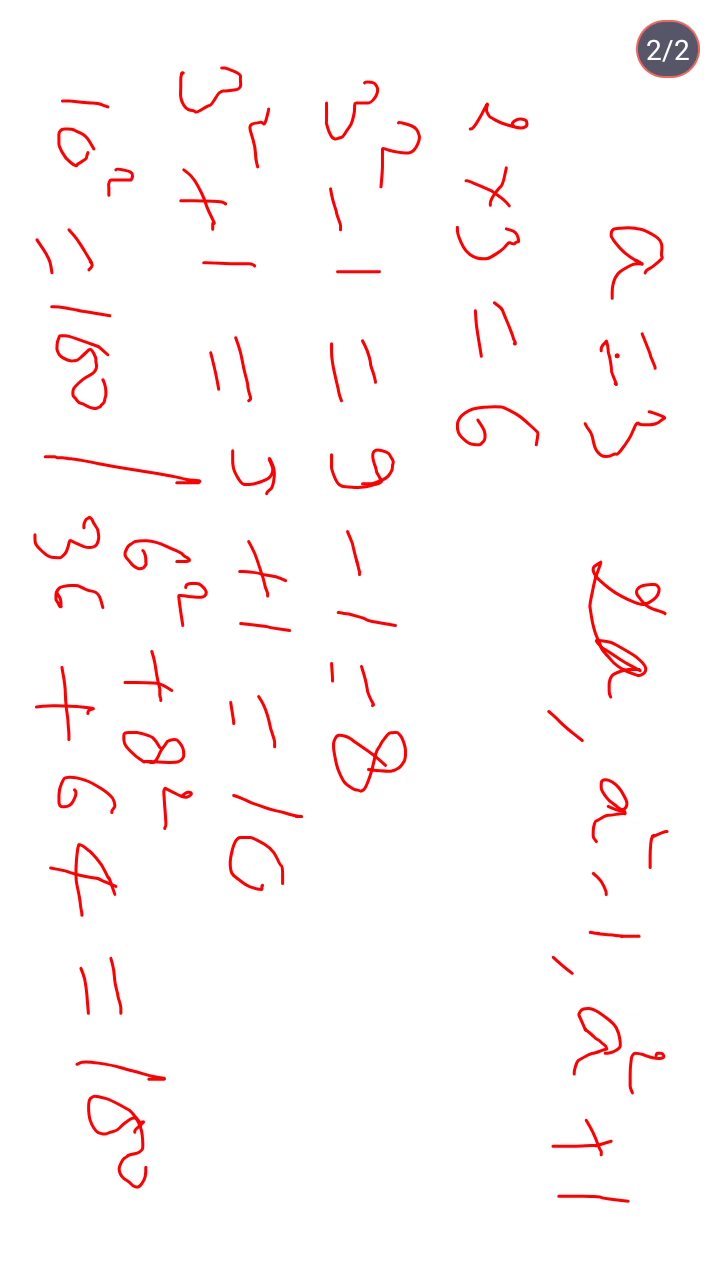 2/2
a = 3 2a, a² - 1, a² + 1
2 × 3 = 6
3² - 1 = 9 - 1 = 8
3² + 1 = 9 + 1 = 10
10² = 100 | 6² + 8²
36 + 64 = 100